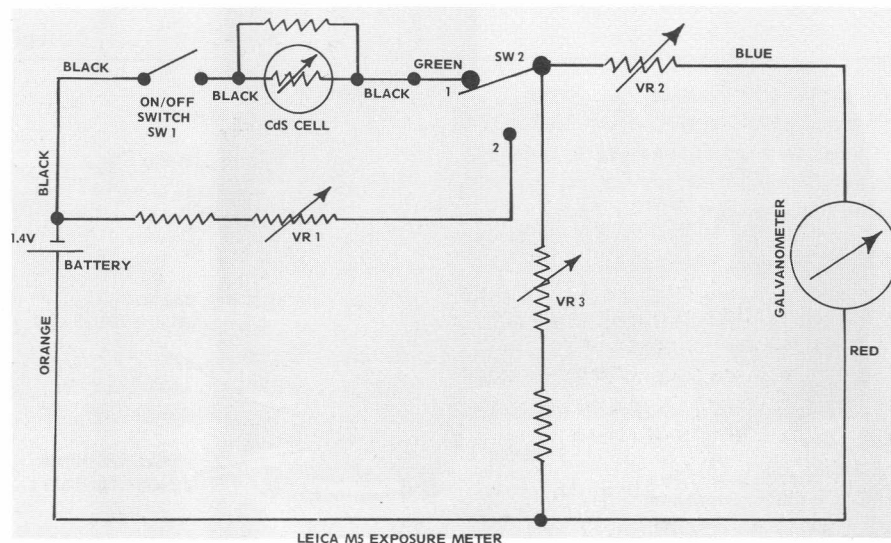 BLACK
ON/OFF
SWITCH
SW 1
BLACK
CdS CELL
BLACK
GREEN
1
SW 2
2
VR 2
BLUE
BLACK
1.4V
BATTERY
VR 1
VR 3
GALVANOMETER
ORANGE
RED
LEICA M5 EXPOSURE METER